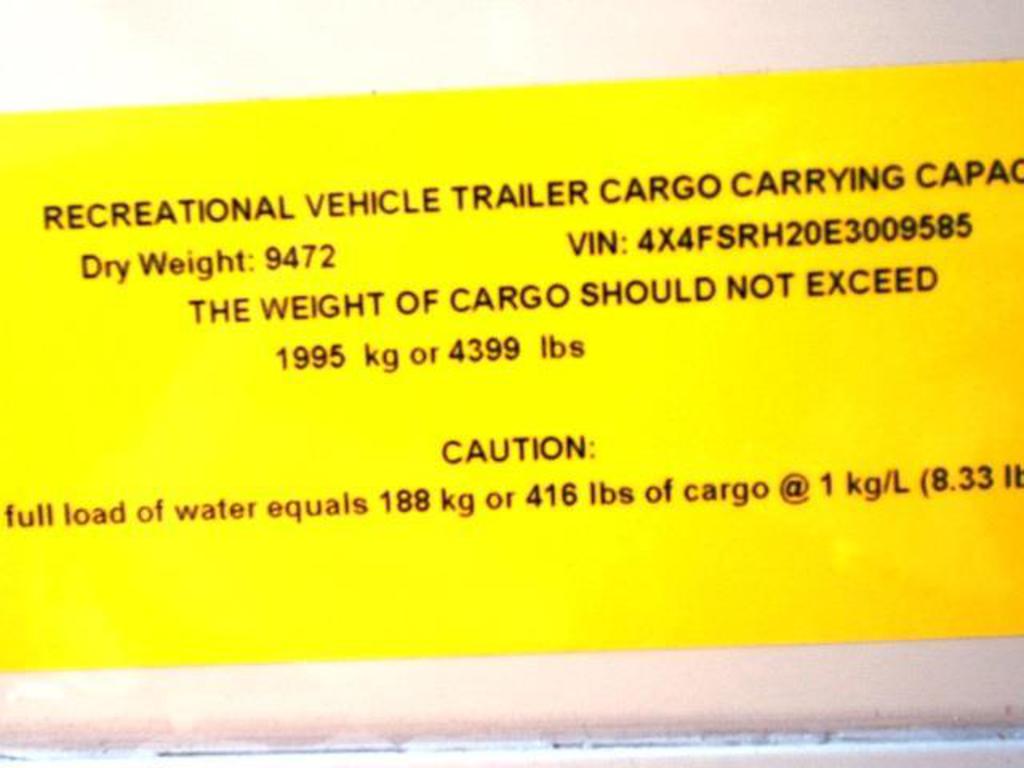 RECREATIONAL VEHICLE TRAILER CARGO CARRYING CAPAC
Dry Weight: 9472 VIN: 4X4FSRH20E3009585
THE WEIGHT OF CARGO SHOULD NOT EXCEED
1995 kg or 4399 lbs
CAUTION:
full load of water equals 188 kg or 416 lbs of cargo @ 1 kg/L (8.33 lb